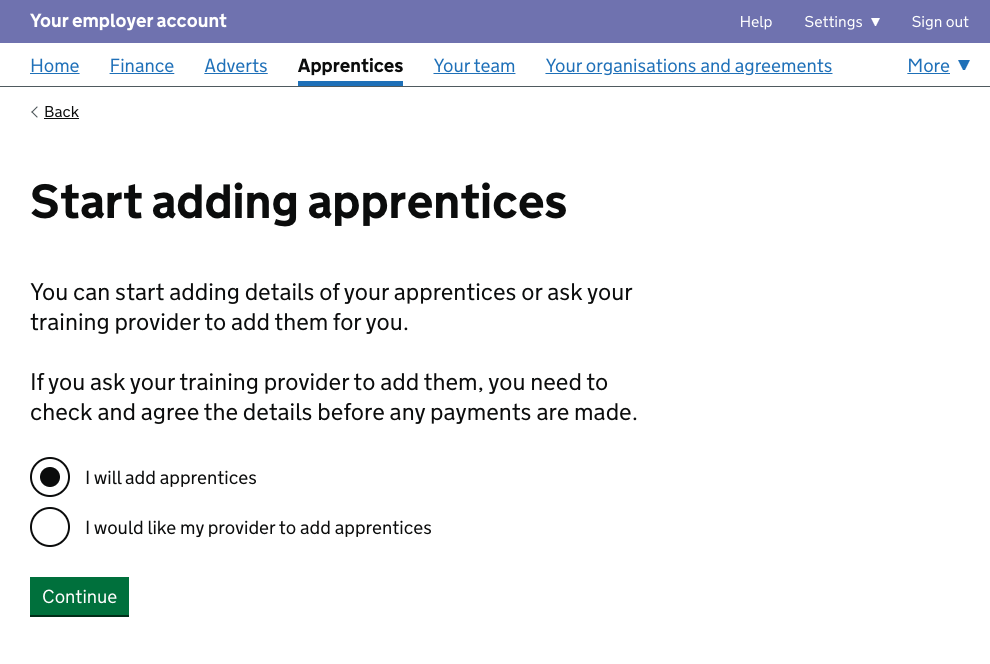 Your employer account
Help
Settings ▼
Sign out
Home
Finance
Adverts
Apprentices
Your team
Your organisations and agreements
More ▼
Back
Start adding apprentices
You can start adding details of your apprentices or ask your
training provider to add them for you.
If you ask your training provider to add them, you need to
check and agree the details before any payments are made.
I will add apprentices
I would like my provider to add apprentices
Continue